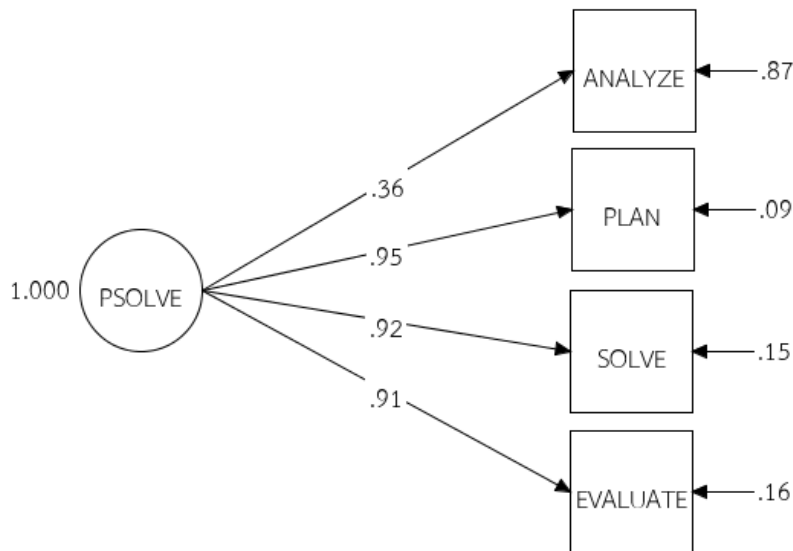 ANALYZE
.87
.36
PLAN
.09
.95
1.000
PSOLVE
.92
SOLVE
.15
.91
EVALUATE
.16